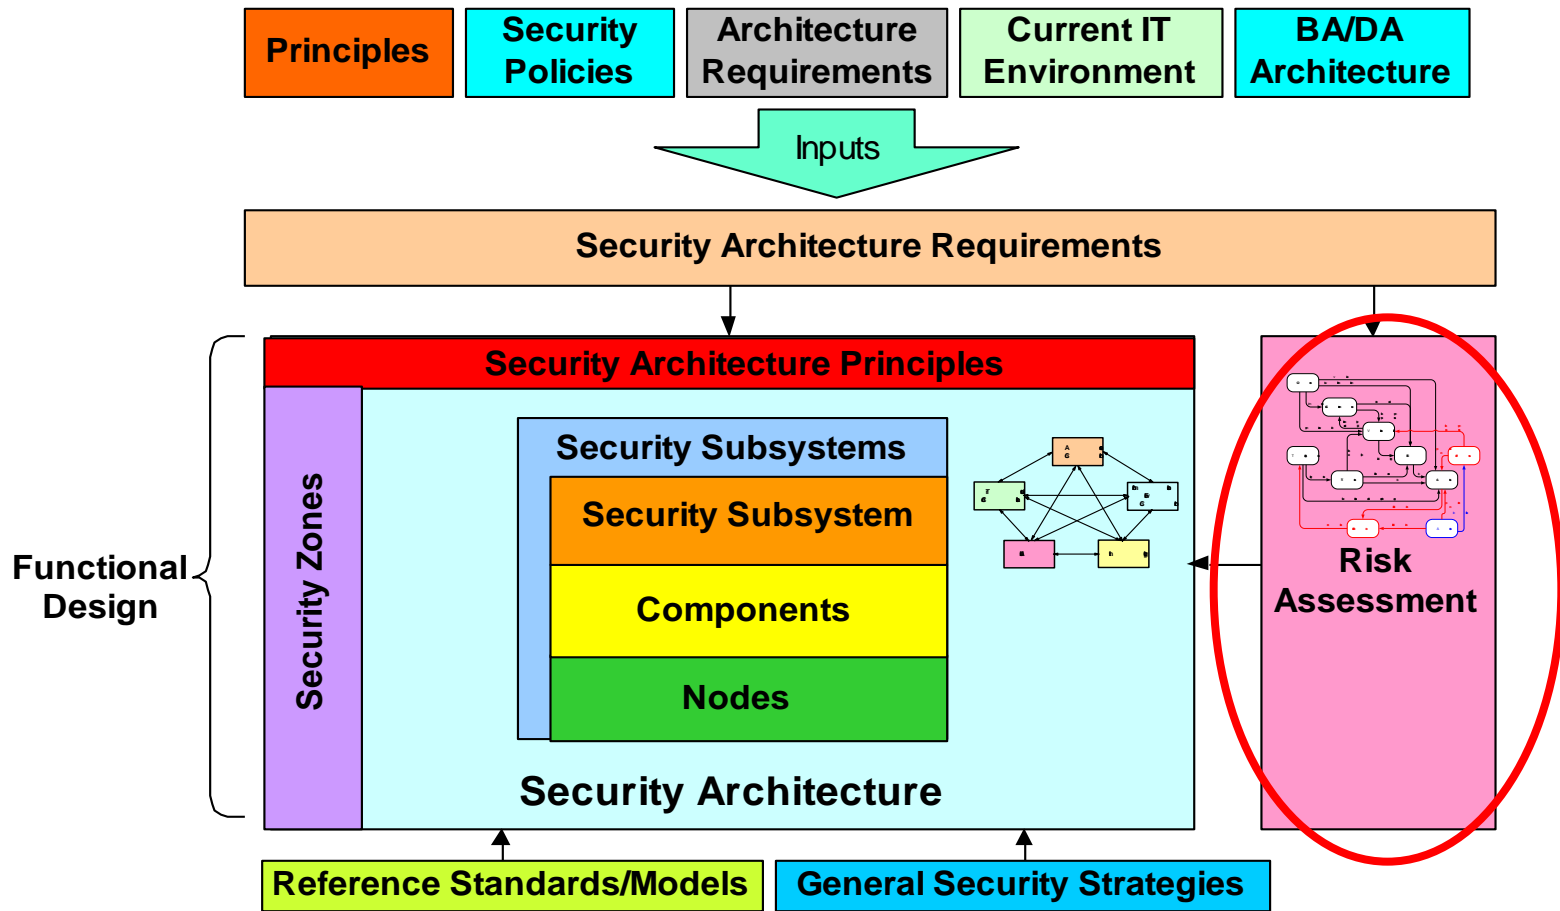 Principles
Security
Policies
Architecture
Requirements
Current IT
Environment
BA/DA
Architecture
Inputs
Security Architecture Requirements
Security Architecture Principles
Security Zones
Security Subsystems
Security Subsystem
Components
Nodes
Security Architecture
Functional
Design
Risk
Assessment
Reference Standards/Models
General Security Strategies